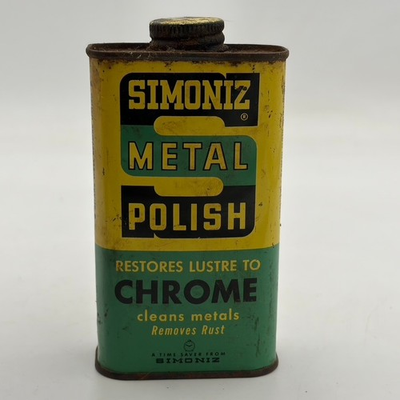 SIMONIZ
®
METAL
POLISH
RESTORES LUSTRE TO
CHROME
cleans metals
Removes Rust
A TIME SAVER FROM
SIMONIZ